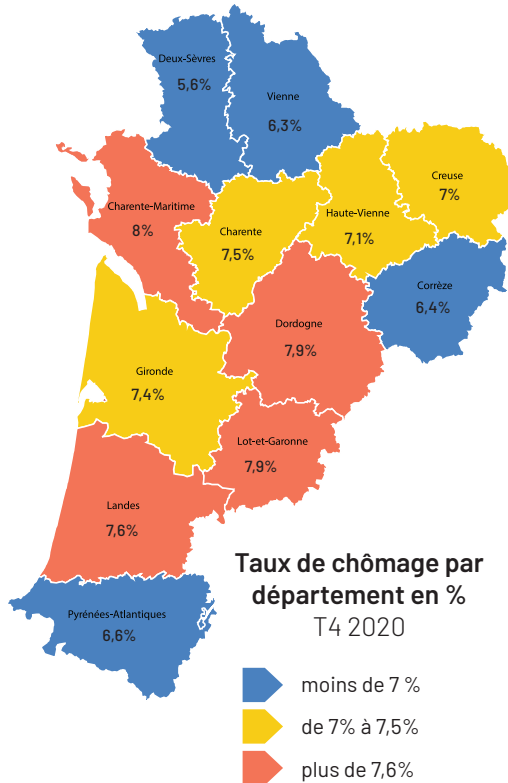 Deux-Sèvres
5,6%
Vienne
6,3%
Creuse
7%
Charente-Maritime
8%
Charente
7,5%
Haute-Vienne
7,1%
Corrèze
6,4%
Dordogne
7,9%
Gironde
7,4%
Lot-et-Garonne
7,9%
Landes
7,6%
Pyrénées-Atlantiques
6,6%
Taux de chômage par
département en %
T4 2020
moins de 7 %
de 7% à 7,5%
plus de 7,6%